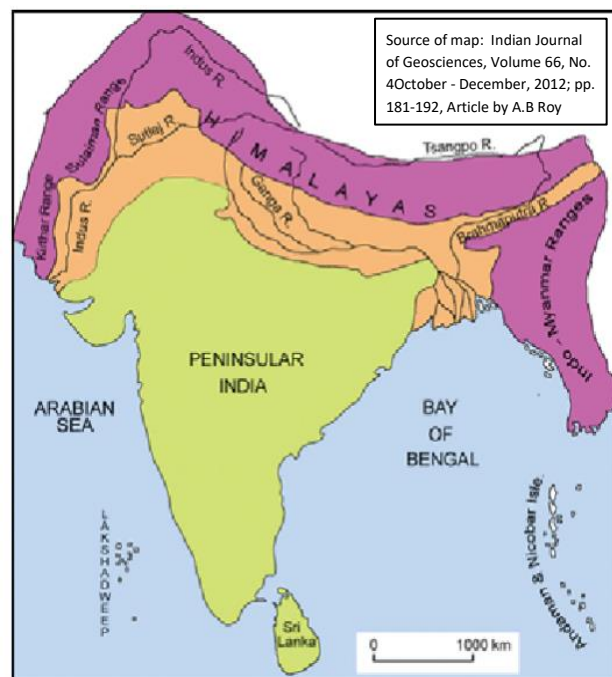 Source of map: Indian Journal
of Geosciences, Volume 66, No.
4October - December, 2012; pp.
181-192, Article by A.B Roy
Indus R.
Sulaiman Range
Sutlej R.
HIMALAYAS
Tsangpo R.
Kirthar Range
Indus R.
Ganga R.
Brahmaputra R.
Indo - Myanmar Ranges
PENINSULAR
INDIA
ARABIAN
SEA
BAY
OF
BENGAL
LAKSHADWEEP
Andaman & Nicobar Isle.
Sri
Lanka
0 1000 km